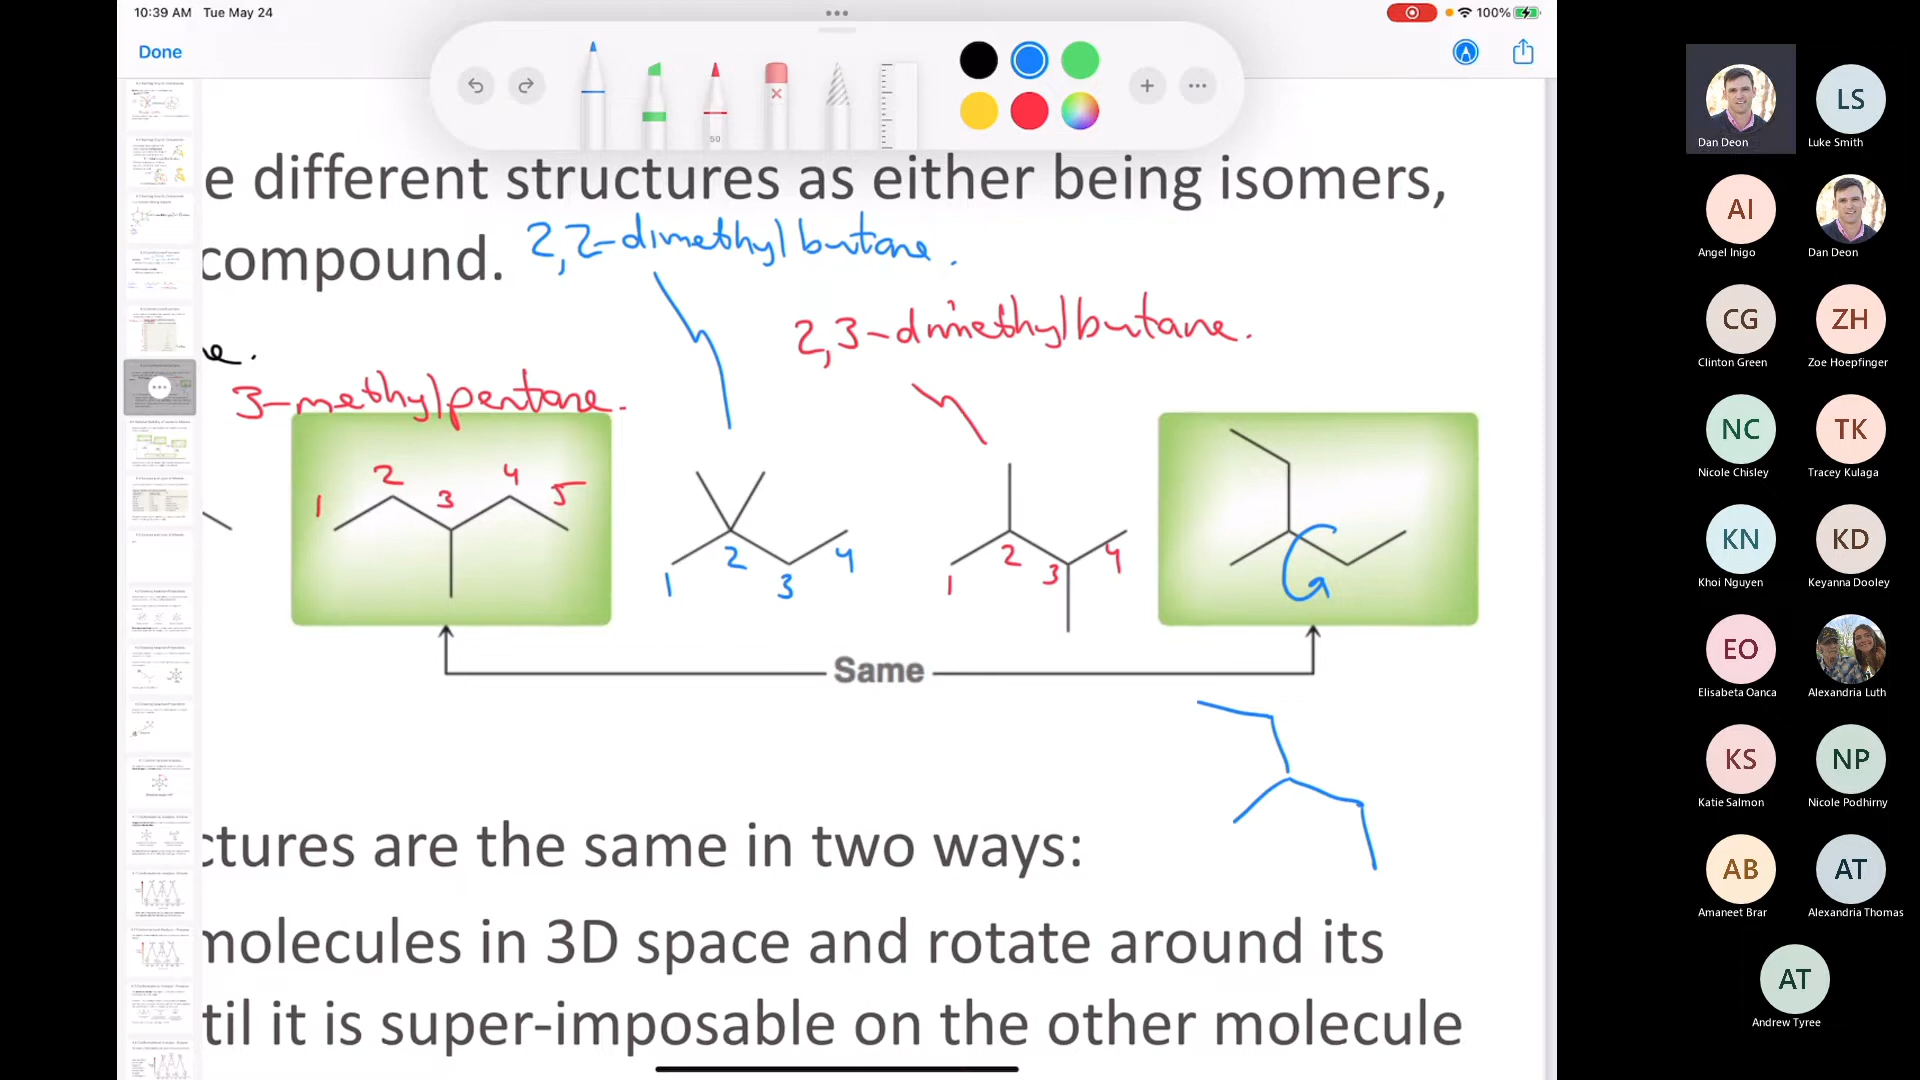 10:39 AM Tue May 24
100%
Done
50
e different structures as either being isomers,
compound.
2,2-dimethylbutane.
2,3-dimethylbutane.
e.
3-methylpentane.
1 2 3 4 5
1 2 3 4
1 2 3 4
Same
ctures are the same in two ways:
molecules in 3D space and rotate around its
til it is super-imposable on the other molecule
Dan Deon
LS
Luke Smith
AI
Angel Inigo
Dan Deon
CG
Clinton Green
ZH
Zoe Hoepfinger
NC
Nicole Chisley
TK
Tracey Kulaga
KN
Khoi Nguyen
KD
Keyanna Dooley
EO
Elisabeta Oanca
Alexandria Luth
KS
Katie Salmon
NP
Nicole Podhirny
AB
Amaneet Brar
AT
Alexandria Thomas
AT
Andrew Tyree